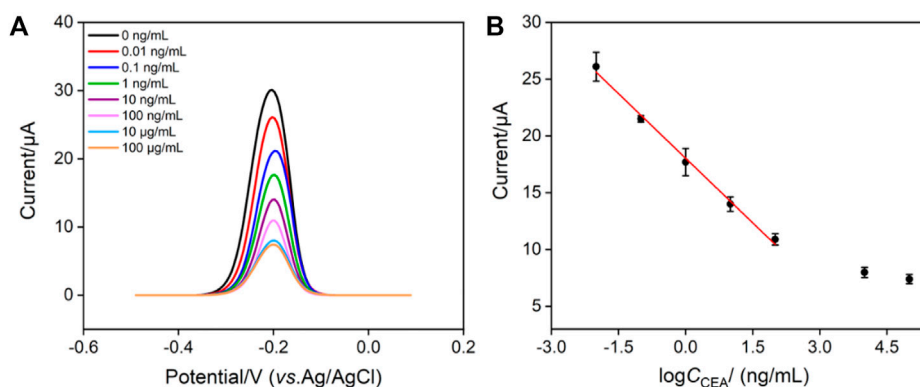 A
40
30
20
10
0
Current/µA
0 ng/mL
0.01 ng/mL
0.1 ng/mL
1 ng/mL
10 ng/mL
100 ng/mL
10 µg/mL
100 µg/mL
-0.6
-0.4
-0.2
0.0
0.2
Potential/V (vs.Ag/AgCl)
B
30
25
20
15
10
5
Current/µA
-3.0
-1.5
0.0
1.5
3.0
4.5
logC_CEA/ (ng/mL)